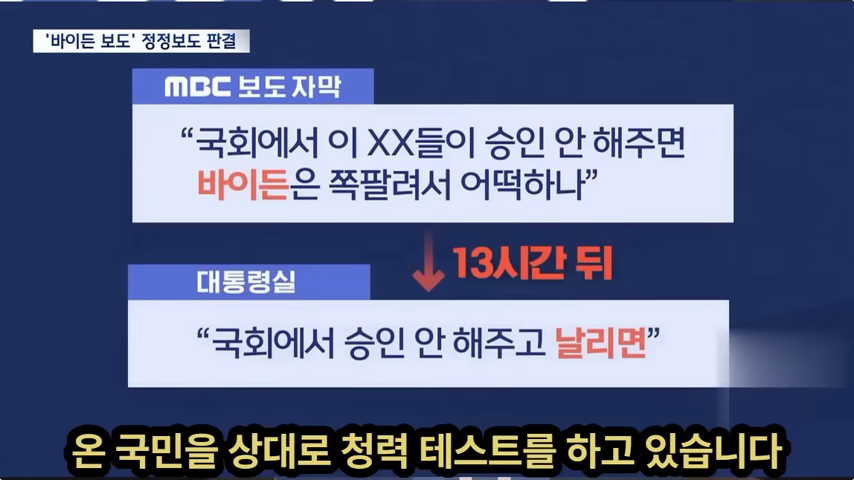 '바이든 보도' 정정보도 판결
MBC 보도 자막
“국회에서 이 XX들이 승인 안 해주면
바이든은 쪽팔려서 어떡하나”
13시간 뒤
대통령실
“국회에서 승인 안 해주고 날리면”
온 국민을 상대로 청력 테스트를 하고 있습니다